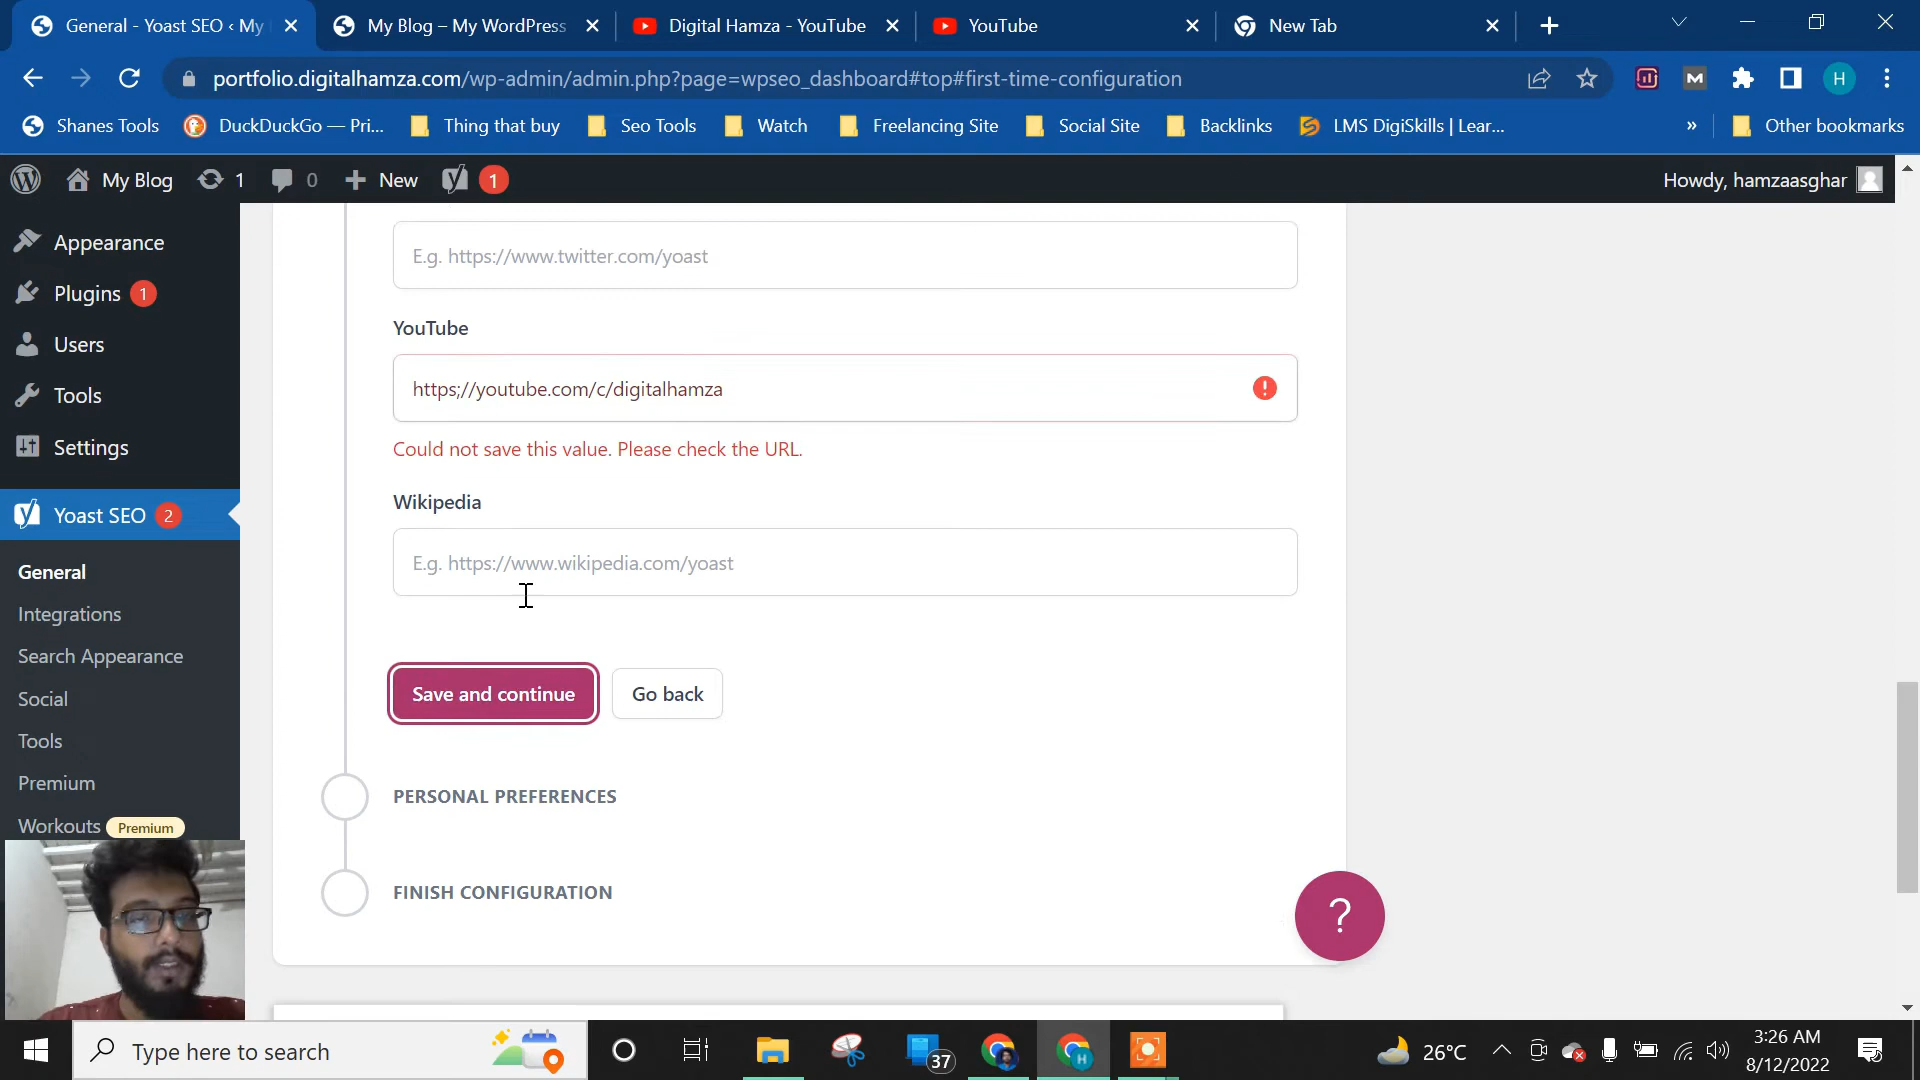 General - Yoast SEO ‹ My
My Blog – My WordPress
Digital Hamza - YouTube
YouTube
New Tab
portfolio.digitalhamza.com/wp-admin/admin.php?page=wpseo_dashboard#top#first-time-configuration
M
H
Shanes Tools
DuckDuckGo — Pri...
Thing that buy
Seo Tools
Watch
Freelancing Site
Social Site
Backlinks
LMS DigiSkills | Lear...
»
Other bookmarks
My Blog
1
0
New
1
Howdy, hamzaasghar
Appearance
Plugins 1
Users
Tools
Settings
Yoast SEO 2
General
Integrations
Search Appearance
Social
Tools
Premium
Workouts Premium
E.g. https://www.twitter.com/yoast
YouTube
https;//youtube.com/c/digitalhamza
Could not save this value. Please check the URL.
Wikipedia
E.g. https://www.wikipedia.com/yoast
Save and continue
Go back
PERSONAL PREFERENCES
FINISH CONFIGURATION
?
Type here to search
37
H
26°C
3:26 AM
8/12/2022